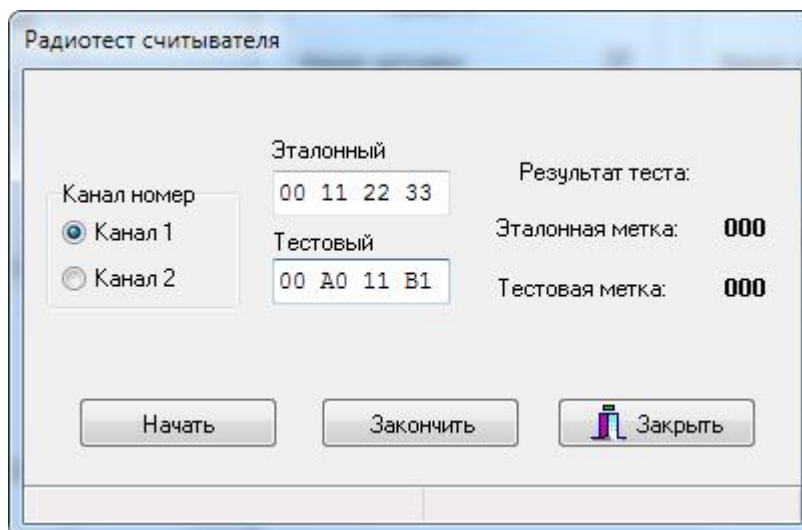 Радиотест считывателя
Эталонный
00 11 22 33
Тестовый
00 A0 11 B1
Канал номер
Канал 1
Канал 2
Результат теста:
Эталонная метка: 000
Тестовая метка: 000
Начать
Закончить
Закрыть